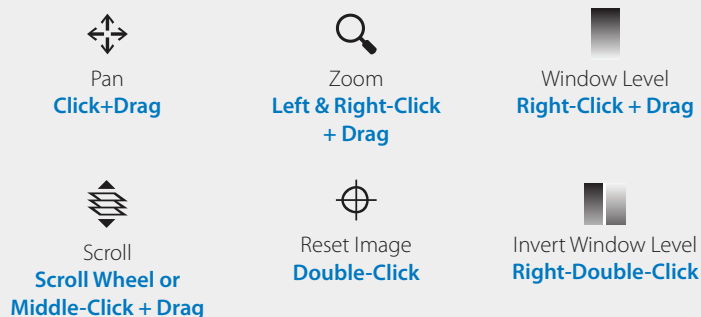 Pan
Click+Drag
Zoom
Left & Right-Click
+ Drag
Window Level
Right-Click + Drag
Scroll
Scroll Wheel or
Middle-Click + Drag
Reset Image
Double-Click
Invert Window Level
Right-Double-Click